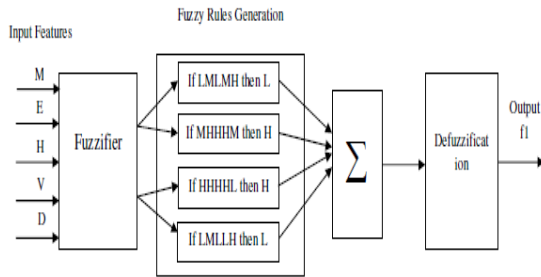 Fuzzy Rules Generation
Input Features
M
E
H
V
D
Fuzzifier
If LMLMH then L
If MHHHM then H
If HHHHL then H
If LMLLH then L
Σ
Defuzzificat
ion
Output
f1